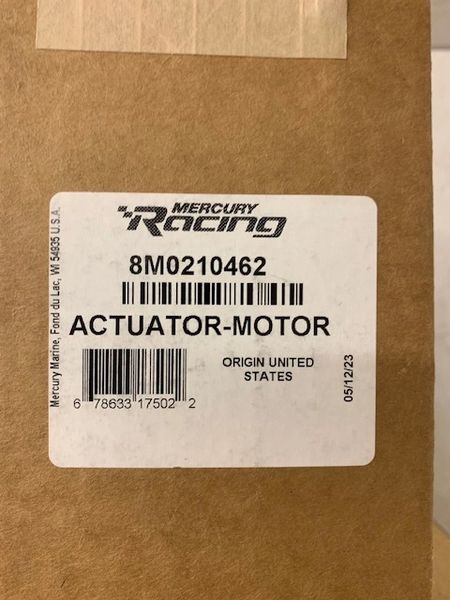 MERCURY
Racing
8M0210462
ACTUATOR-MOTOR
ORIGIN UNITED
STATES
6 78633 17502 2
05/12/23
Mercury Marine, Fond du Lac, WI 54935 U.S.A.